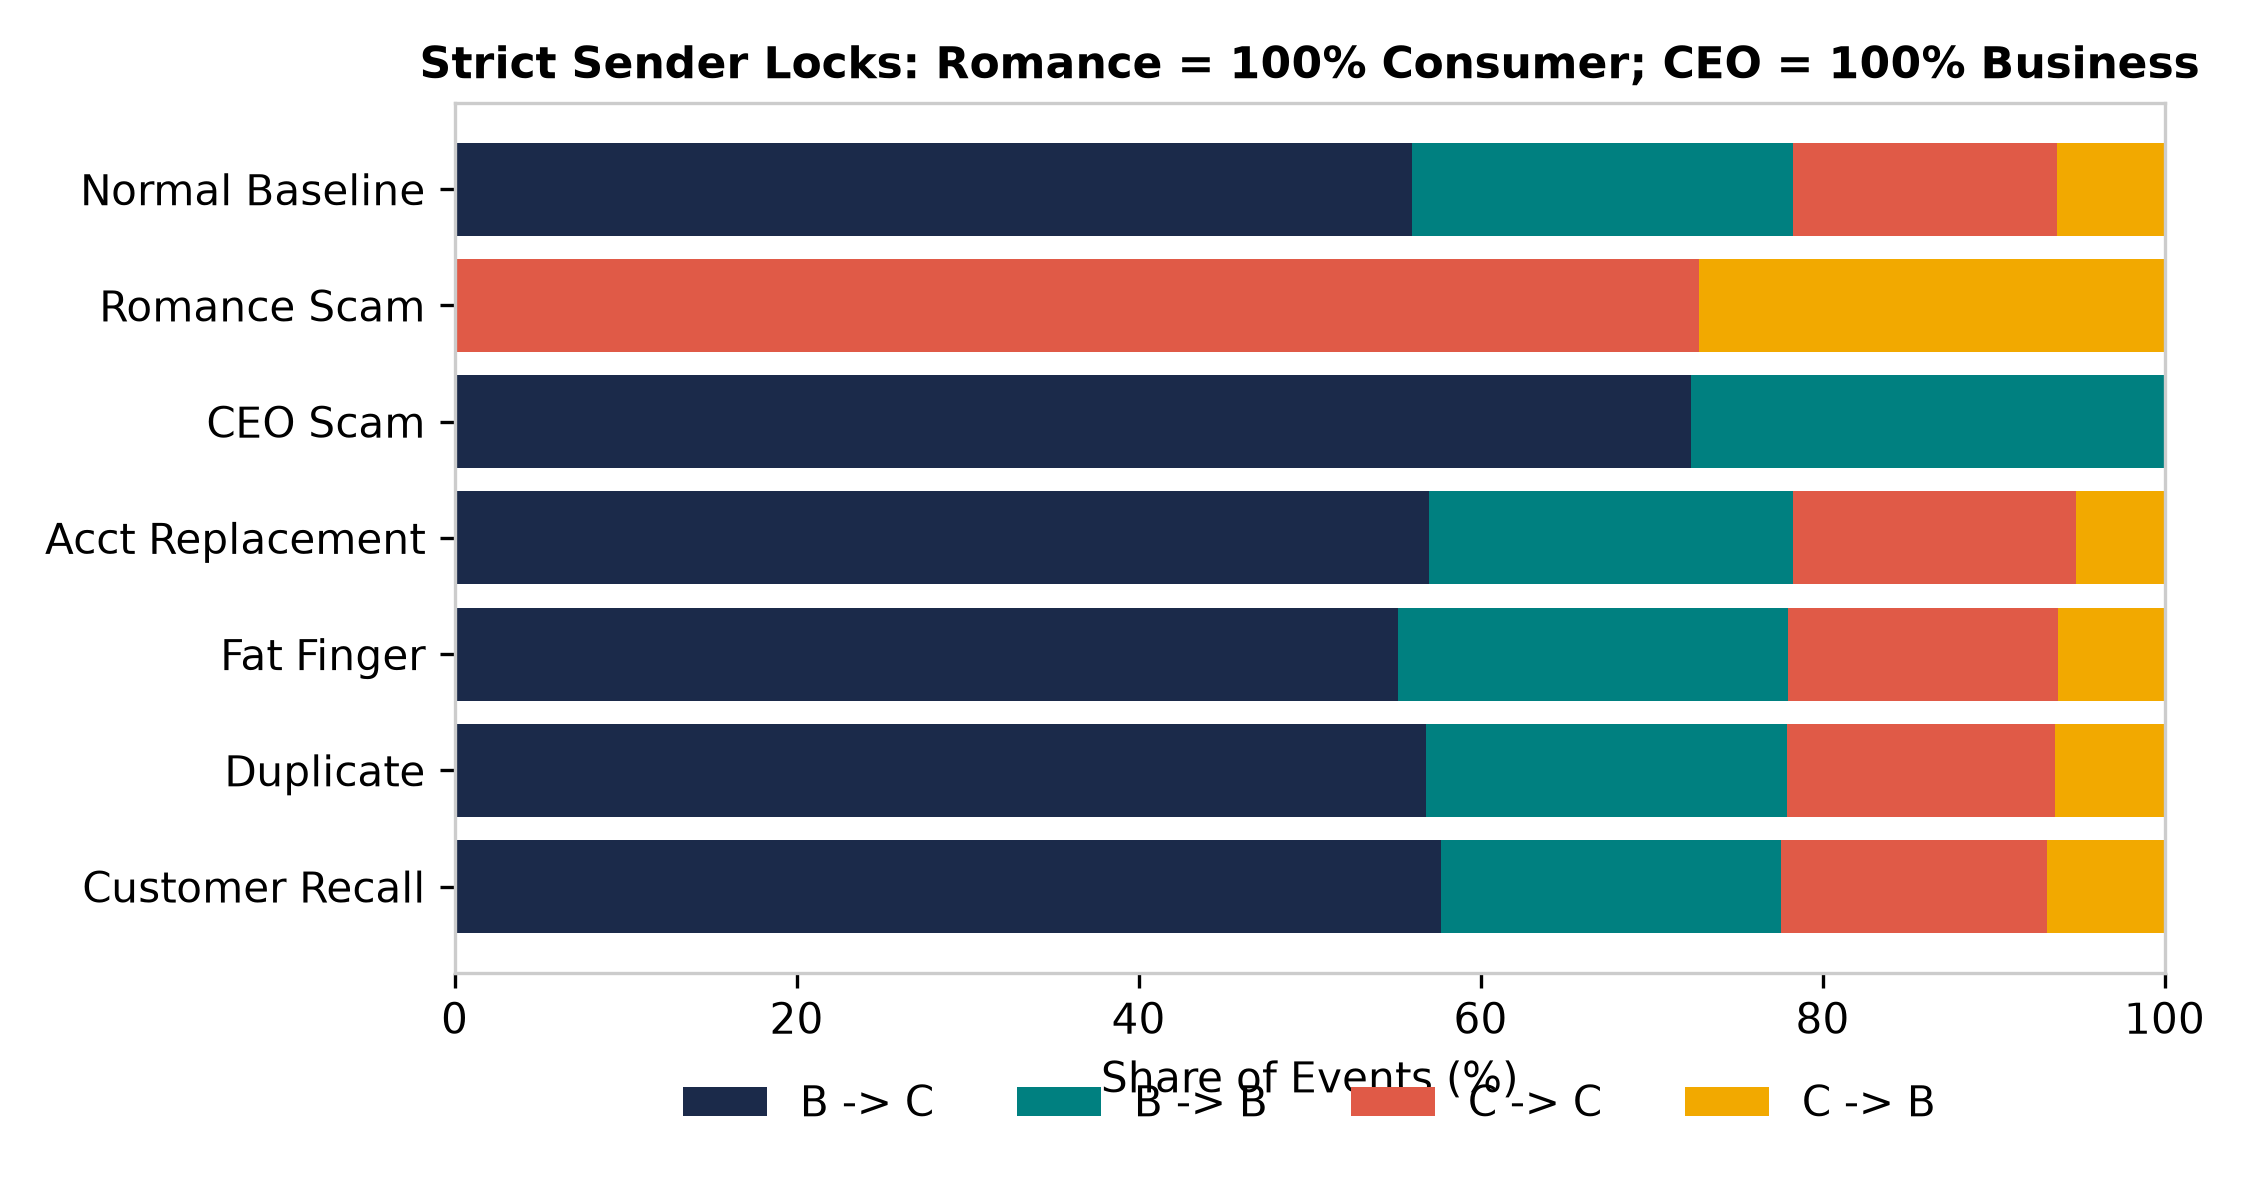 Strict Sender Locks: Romance = 100% Consumer; CEO = 100% Business
Normal Baseline
Romance Scam
CEO Scam
Acct Replacement
Fat Finger
Duplicate
Customer Recall
0 20 40 60 80 100
Share of Events (%)
B -> C B -> B C -> C C -> B